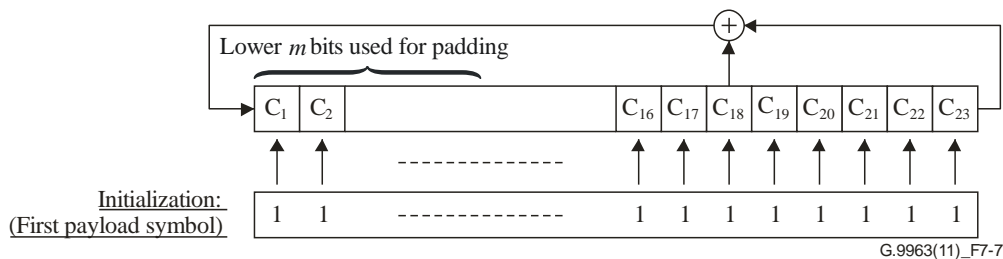 +
Lower m bits used for padding
C1 C2 C16 C17 C18 C19 C20 C21 C22 C23
Initialization:
(First payload symbol)
1 1 1 1 1 1 1 1 1 1
G.9963(11)_F7-7